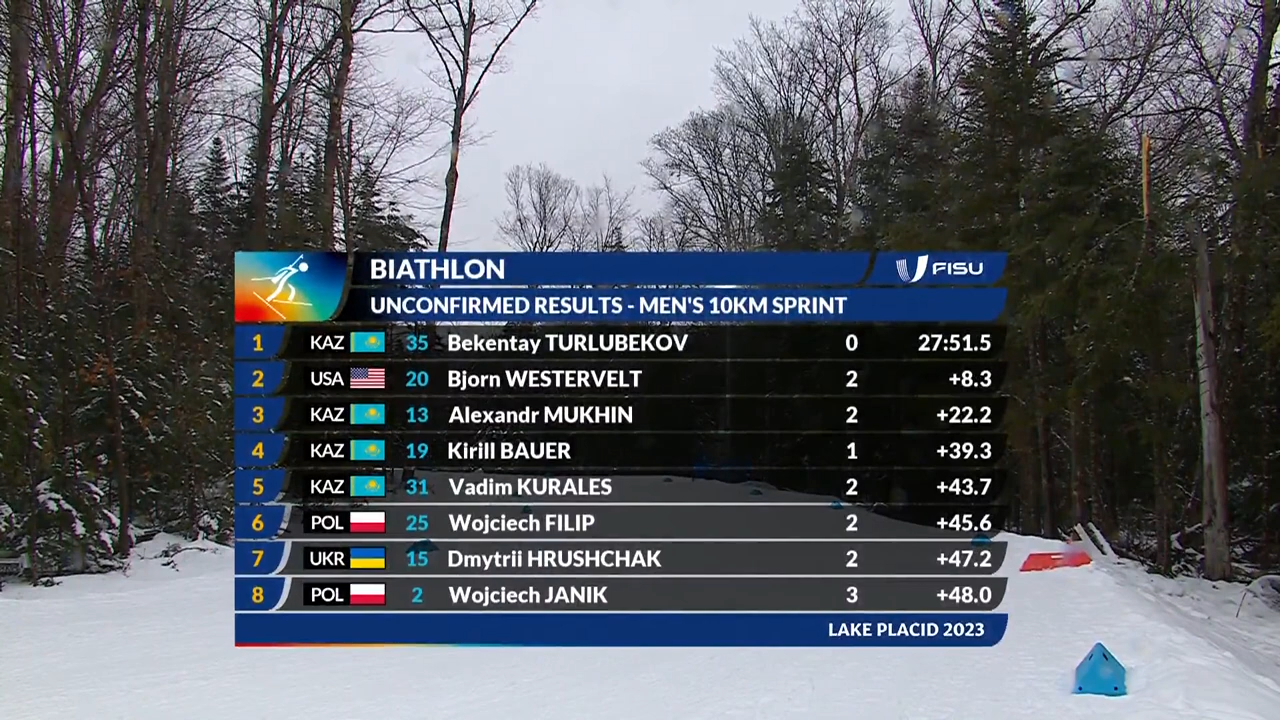 BIATHLON
FISU
UNCONFIRMED RESULTS - MEN'S 10KM SPRINT
1 KAZ 35 Bekentay TURLUBEKOV 0 27:51.5
2 USA 20 Bjorn WESTERVELT 2 +8.3
3 KAZ 13 Alexandr MUKHIN 2 +22.2
4 KAZ 19 Kirill BAUER 1 +39.3
5 KAZ 31 Vadim KURALES 2 +43.7
6 POL 25 Wojciech FILIP 2 +45.6
7 UKR 15 Dmytrii HRUSHCHAK 2 +47.2
8 POL 2 Wojciech JANIK 3 +48.0
LAKE PLACID 2023